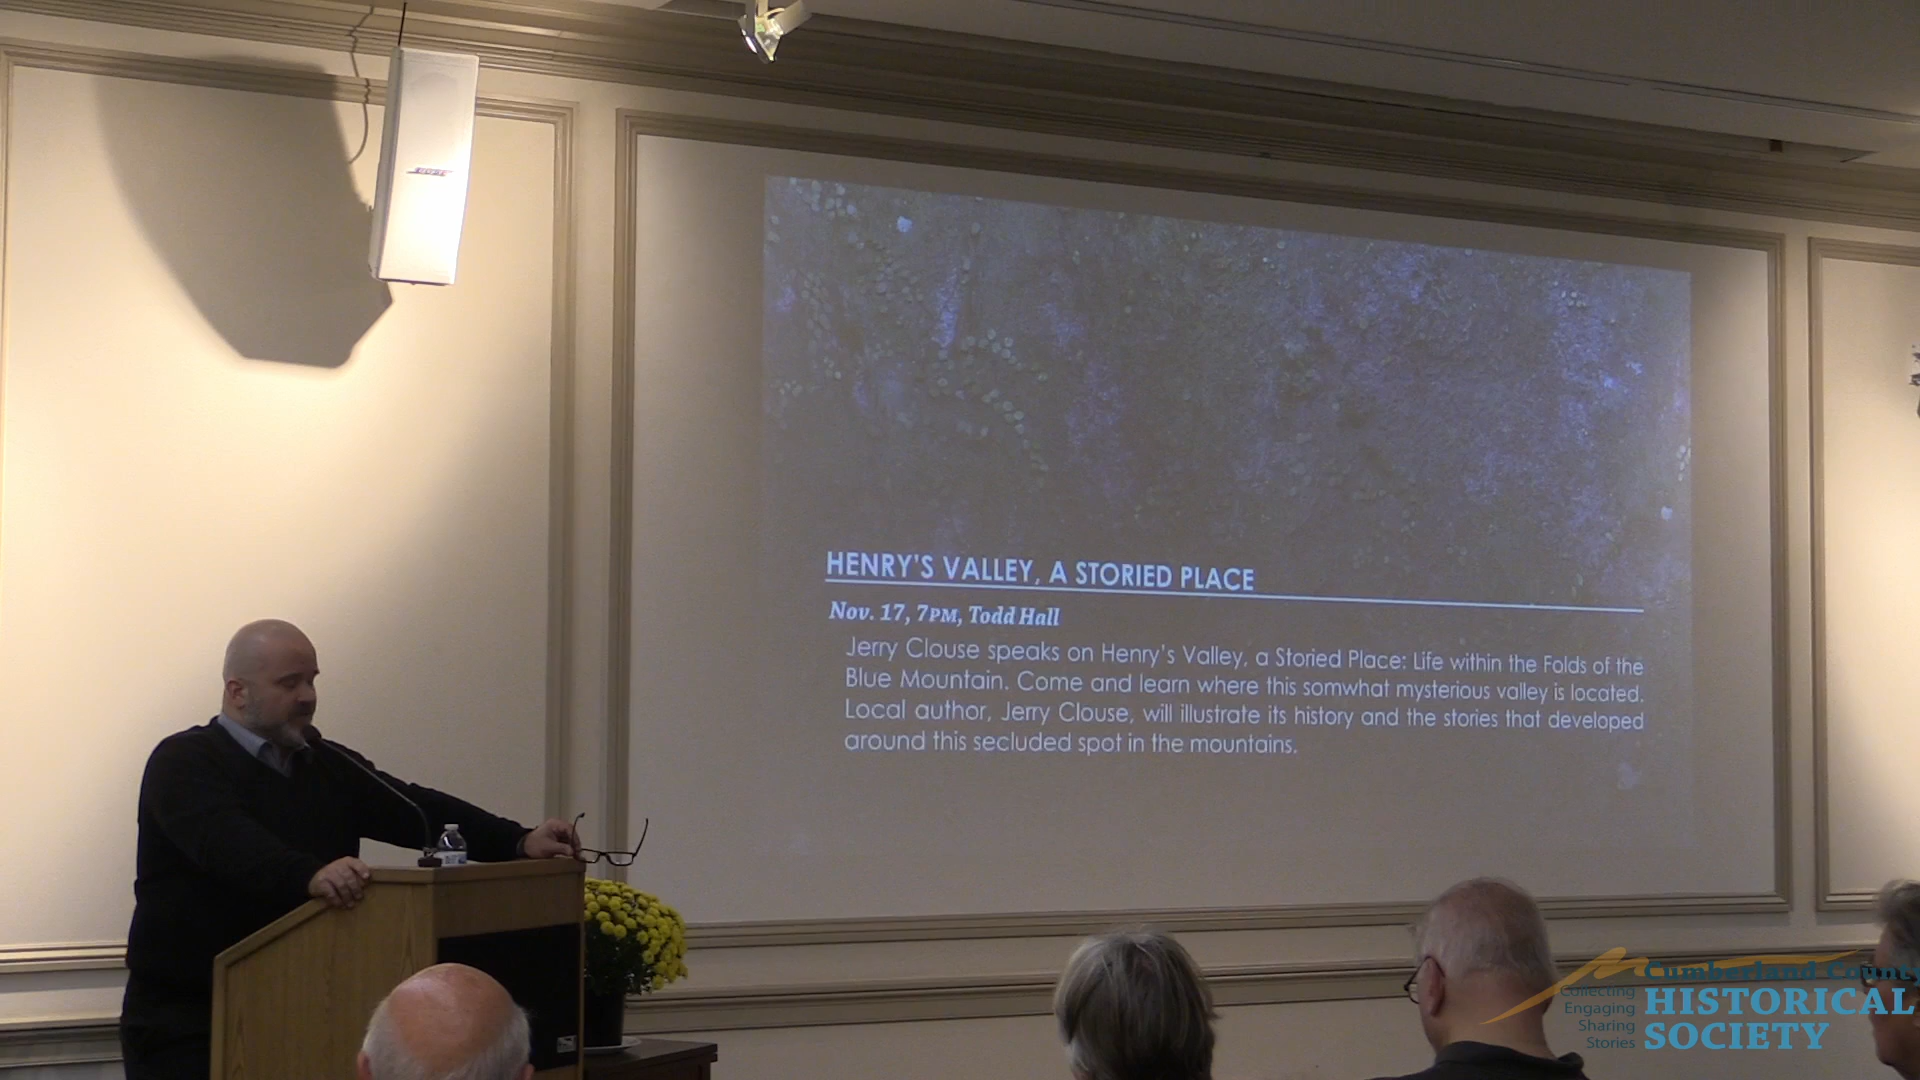 BOSE
HENRY'S VALLEY, A STORIED PLACE
Nov. 17, 7PM, Todd Hall
Jerry Clouse speaks on Henry's Valley, a Storied Place: Life within the Folds of the
Blue Mountain. Come and learn where this somwhat mysterious valley is located.
Local author, Jerry Clouse, will illustrate its history and the stories that developed
around this secluded spot in the mountains.
Cumberland County
HISTORICAL
SOCIETY
Collecting
Engaging
Sharing
Stories